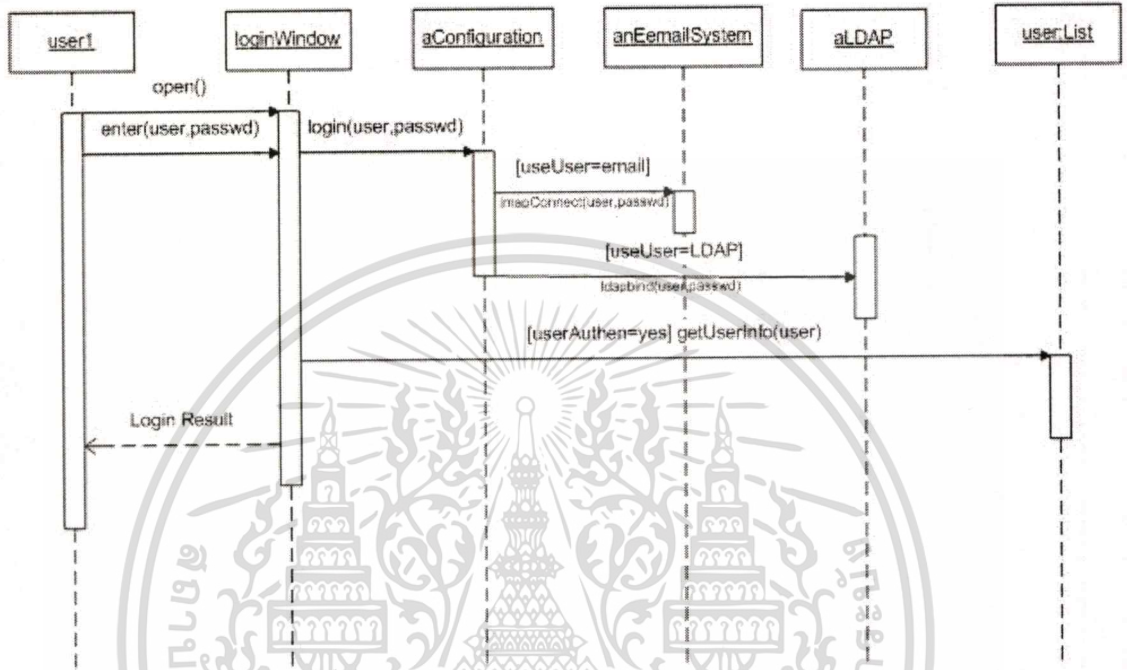 user1
loginWindow
aConfiguration
anEemailSystem
aLDAP
user:List
open()
enter(user,passwd)
login(user,passwd)
[useUser=email]
imapConnect(user,passwd)
[useUser=LDAP]
ldapbind(user,passwd)
[userAuthen=yes] getUserInfo(user)
Login Result